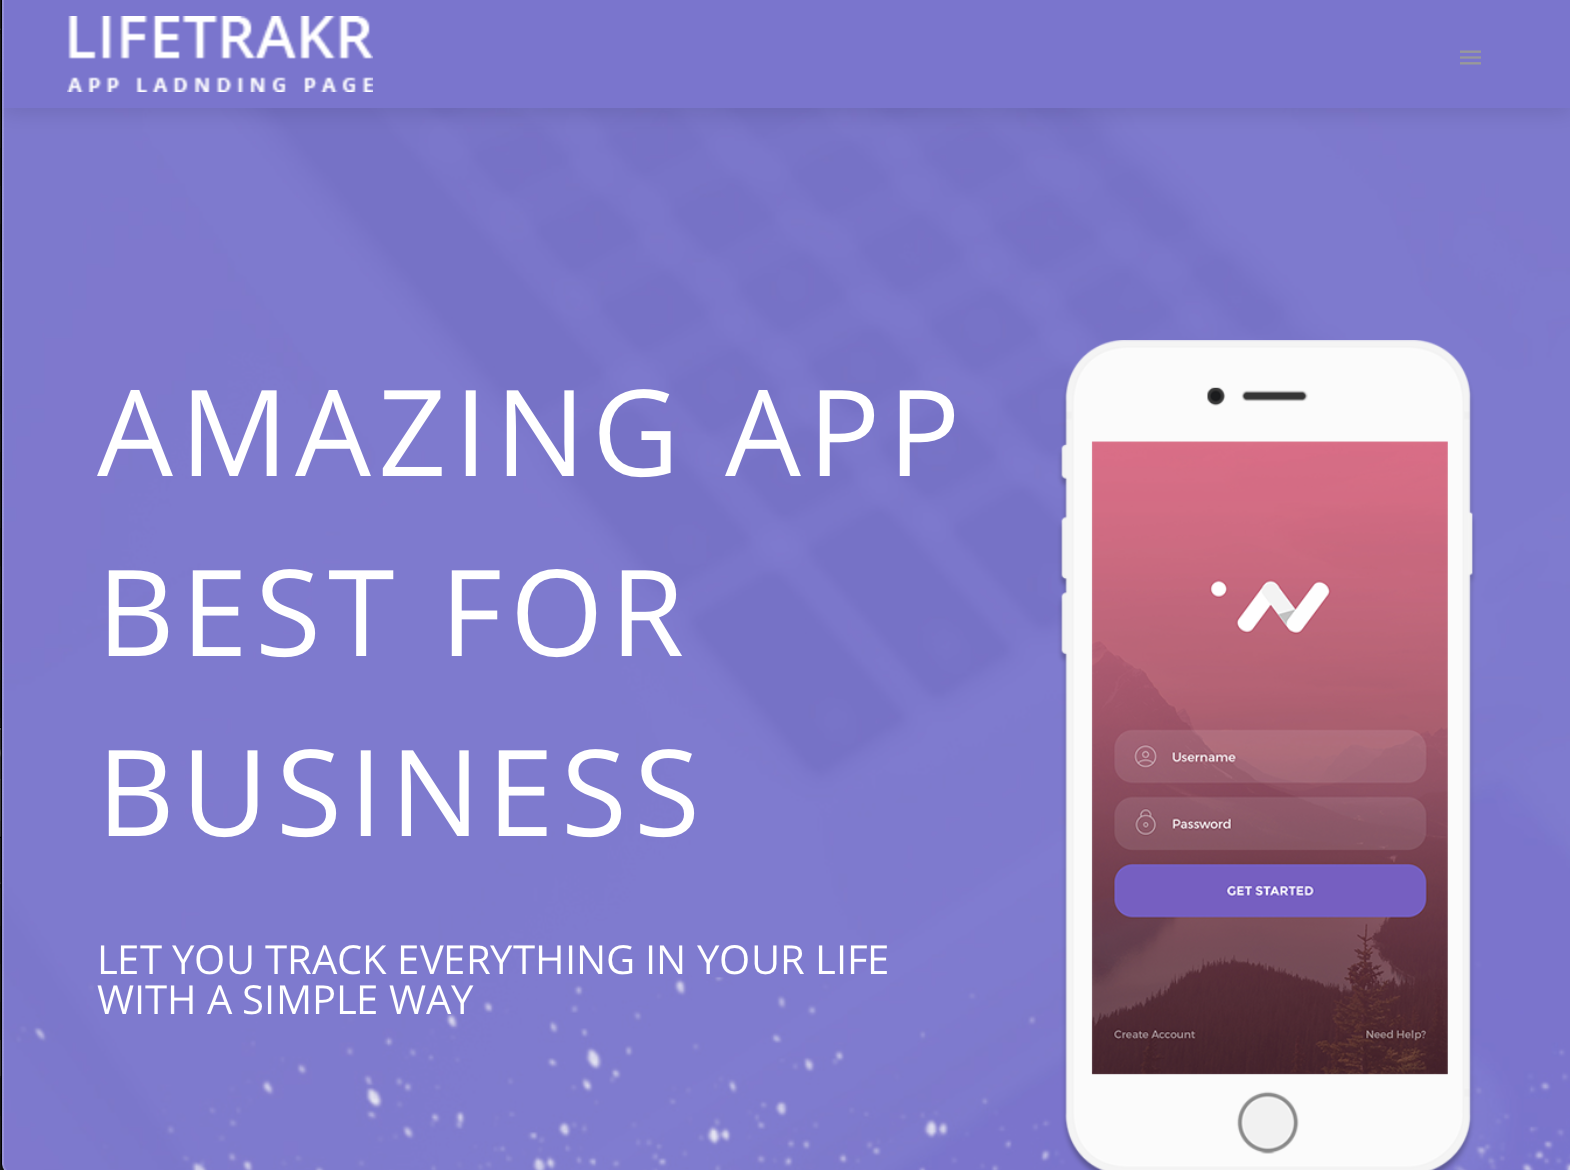 LIFETRAKR
APP LADNDING PAGE
AMAZING APP
BEST FOR
BUSINESS
LET YOU TRACK EVERYTHING IN YOUR LIFE
WITH A SIMPLE WAY
Username
Password
GET STARTED
Create Account
Need Help?